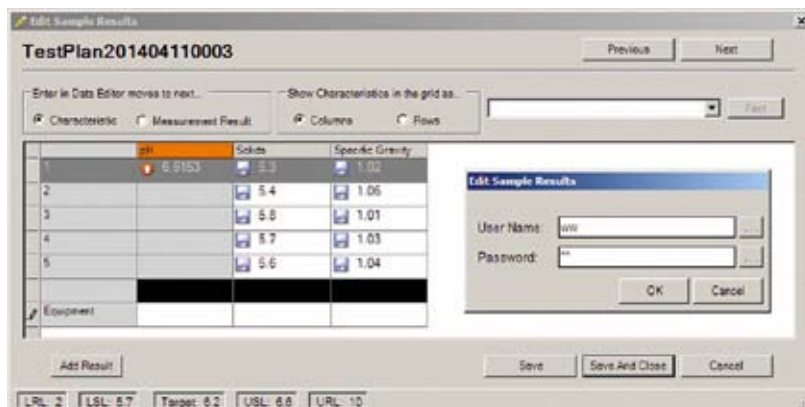 Edit Sample Results
TestPlan201404110003
Previous
Next
Enter in Data Editor moves to next...
Characteristic
Measurement Result
Show Characteristics in the grid as...
Columns
Rows
Font
pH Solids Specific Gravity
1 6.5153 5.3 1.02
2 5.4 1.06
3 5.8 1.01
4 5.7 1.03
5 5.6 1.04
Equipment
Edit Sample Results
User Name: ww
...
Password: **
...
OK
Cancel
Add Result
Save
Save And Close
Cancel
LRL: 2 LSL: 5.7 Target: 6.2 USL: 6.6 URL: 10